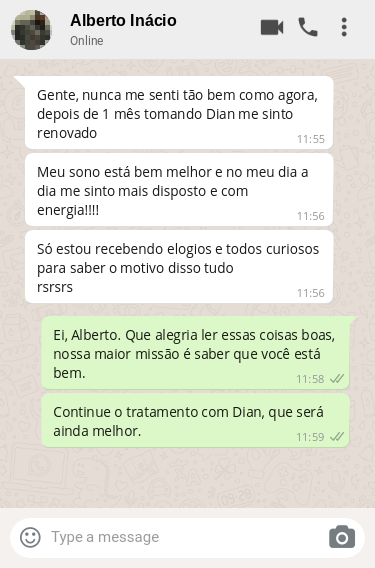 Alberto Inácio
Online
Gente, nunca me senti tão bem como agora,
depois de 1 mês tomando Dian me sinto
renovado
11:55
Meu sono está bem melhor e no meu dia a
dia me sinto mais disposto e com
energia!!!!
11:56
Só estou recebendo elogios e todos curiosos
para saber o motivo disso tudo
rsrsrs
11:56
Ei, Alberto. Que alegria ler essas coisas boas,
nossa maior missão é saber que você está
bem.
11:58
Continue o tratamento com Dian, que será
ainda melhor.
11:59
Type a message